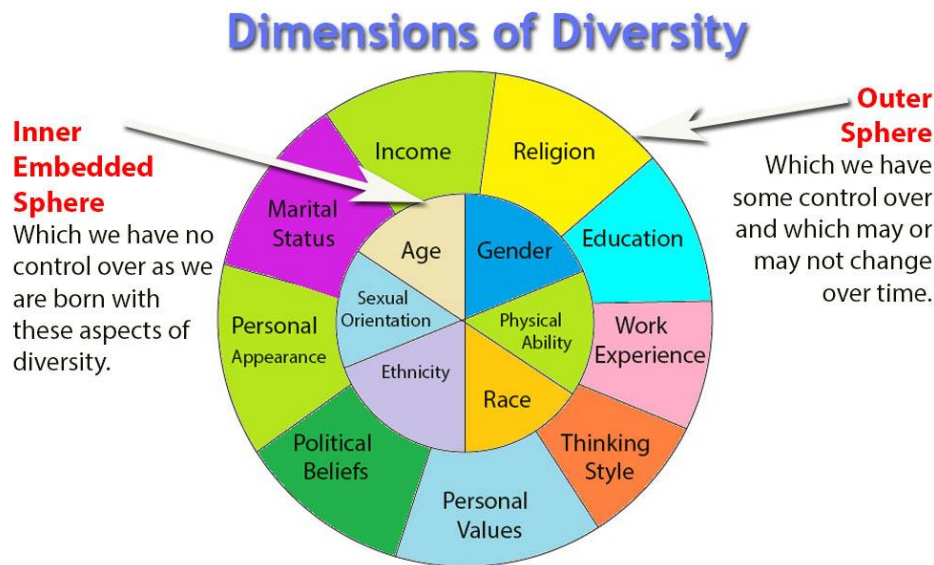 Dimensions of Diversity
Inner
Embedded
Sphere
Which we have no
control over as we
are born with
these aspects of
diversity.
Outer
Sphere
Which we have
some control over
and which may or
may not change
over time.
Income
Religion
Education
Work
Experience
Thinking
Style
Personal
Values
Political
Beliefs
Personal
Appearance
Marital
Status
Age
Gender
Physical
Ability
Race
Ethnicity
Sexual
Orientation